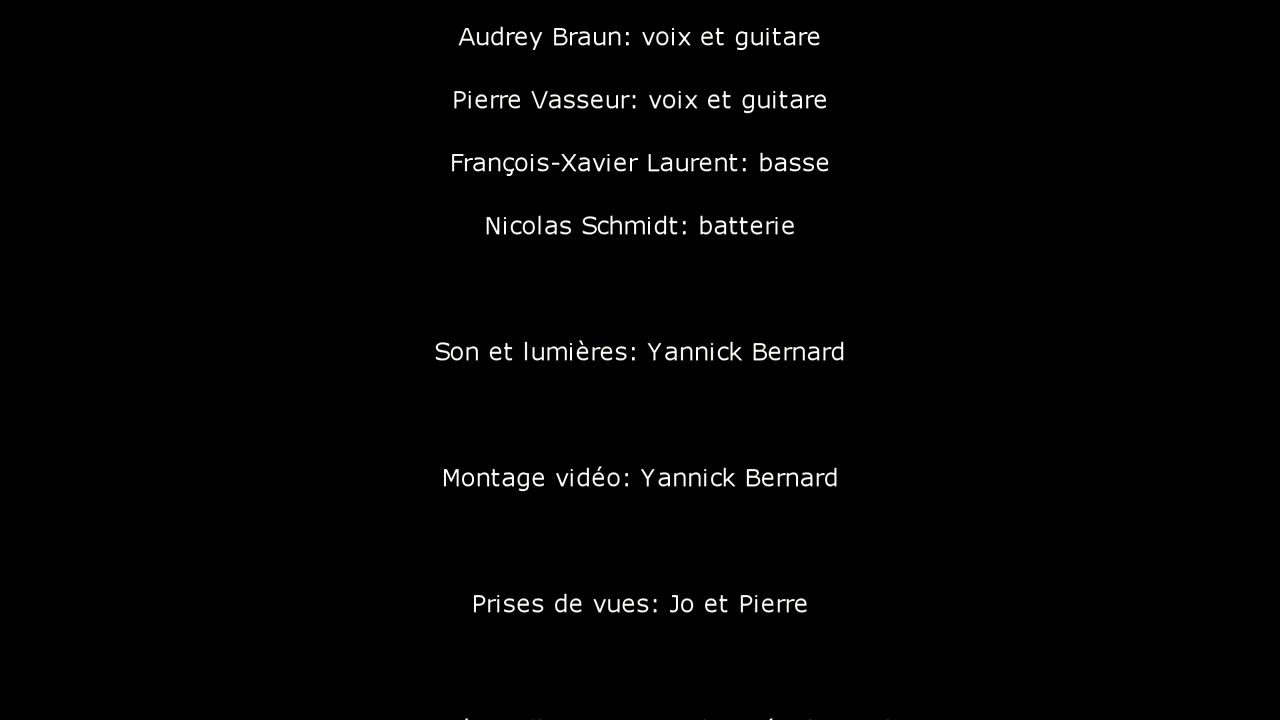 Audrey Braun: voix et guitare
Pierre Vasseur: voix et guitare
François-Xavier Laurent: basse
Nicolas Schmidt: batterie
Son et lumières: Yannick Bernard
Montage vidéo: Yannick Bernard
Prises de vues: Jo et Pierre